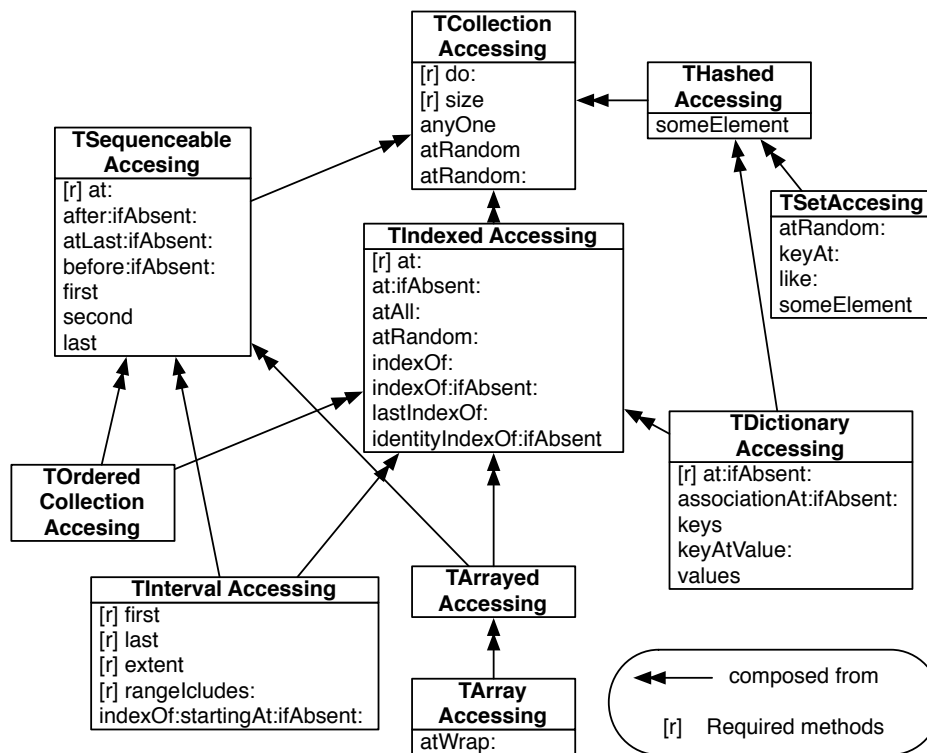 TCollection
Accessing
[r] do:
[r] size
anyOne
atRandom
atRandom:
THashed
Accessing
someElement
TSequenceable
Accesing
[r] at:
after:ifAbsent:
atLast:ifAbsent:
before:ifAbsent:
first
second
last
TSetAccesing
atRandom:
keyAt:
like:
someElement
TIndexed Accessing
[r] at:
at:ifAbsent:
atAll:
atRandom:
indexOf:
indexOf:ifAbsent:
lastIndexOf:
identityIndexOf:ifAbsent
TDictionary
Accessing
[r] at:ifAbsent:
associationAt:ifAbsent:
keys
keyAtValue:
values
TOrdered
Collection
Accesing
TInterval Accessing
[r] first
[r] last
[r] extent
[r] rangeIcludes:
indexOf:startingAt:ifAbsent:
TArrayed
Accessing
TArray
Accessing
atWrap:
composed from
[r] Required methods